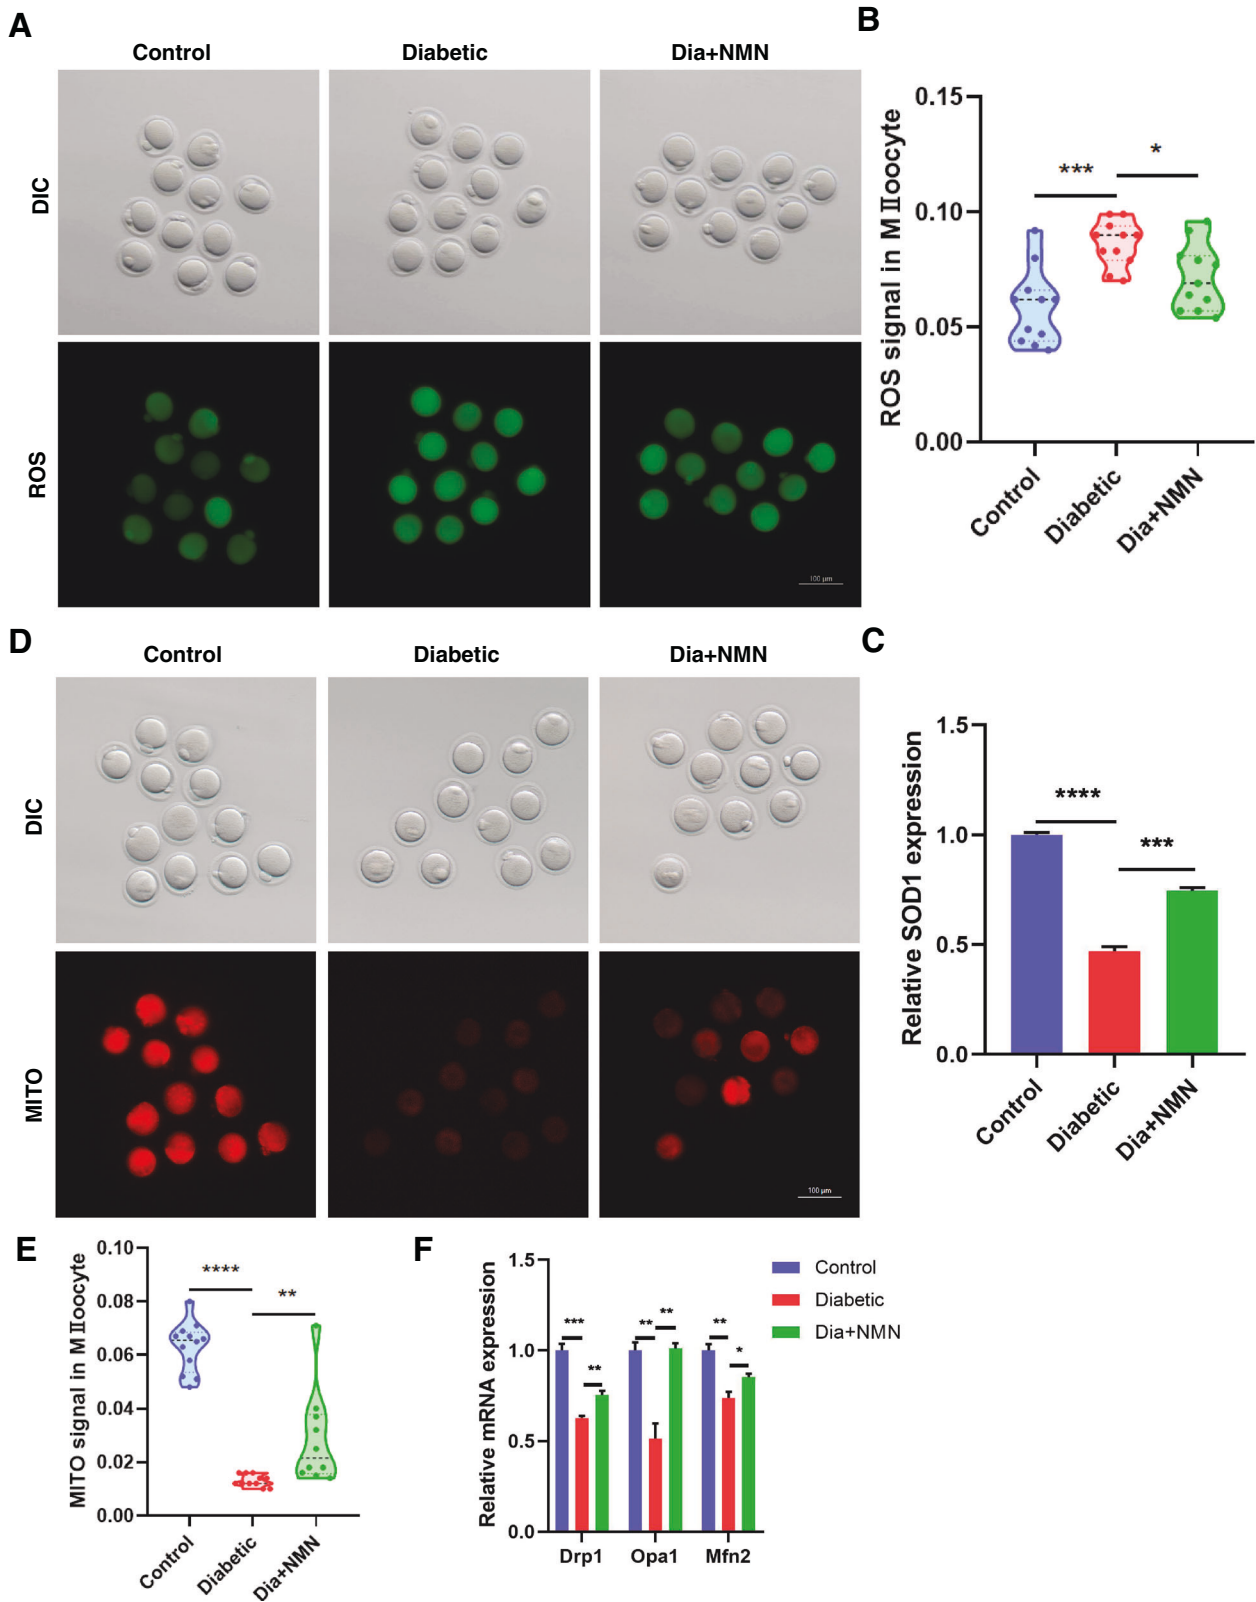 A
Control Diabetic Dia+NMN
DIC
ROS
100 μm
B
ROS signal in MⅡoocyte
0.15
0.10
0.05
0.00
*** *
Control Diabetic Dia+NMN
D
Control Diabetic Dia+NMN
DIC
MITO
100 μm
C
Relative SOD1 expression
1.5
1.0
0.5
0.0
**** ***
Control Diabetic Dia+NMN
E
MITO signal in MⅡoocyte
0.10
0.08
0.06
0.04
0.02
0.00
**** **
Control Diabetic Dia+NMN
F
Relative mRNA expression
1.5
1.0
0.5
0.0
*** ** ** ** ** *
Drp1 Opa1 Mfn2
Control
Diabetic
Dia+NMN